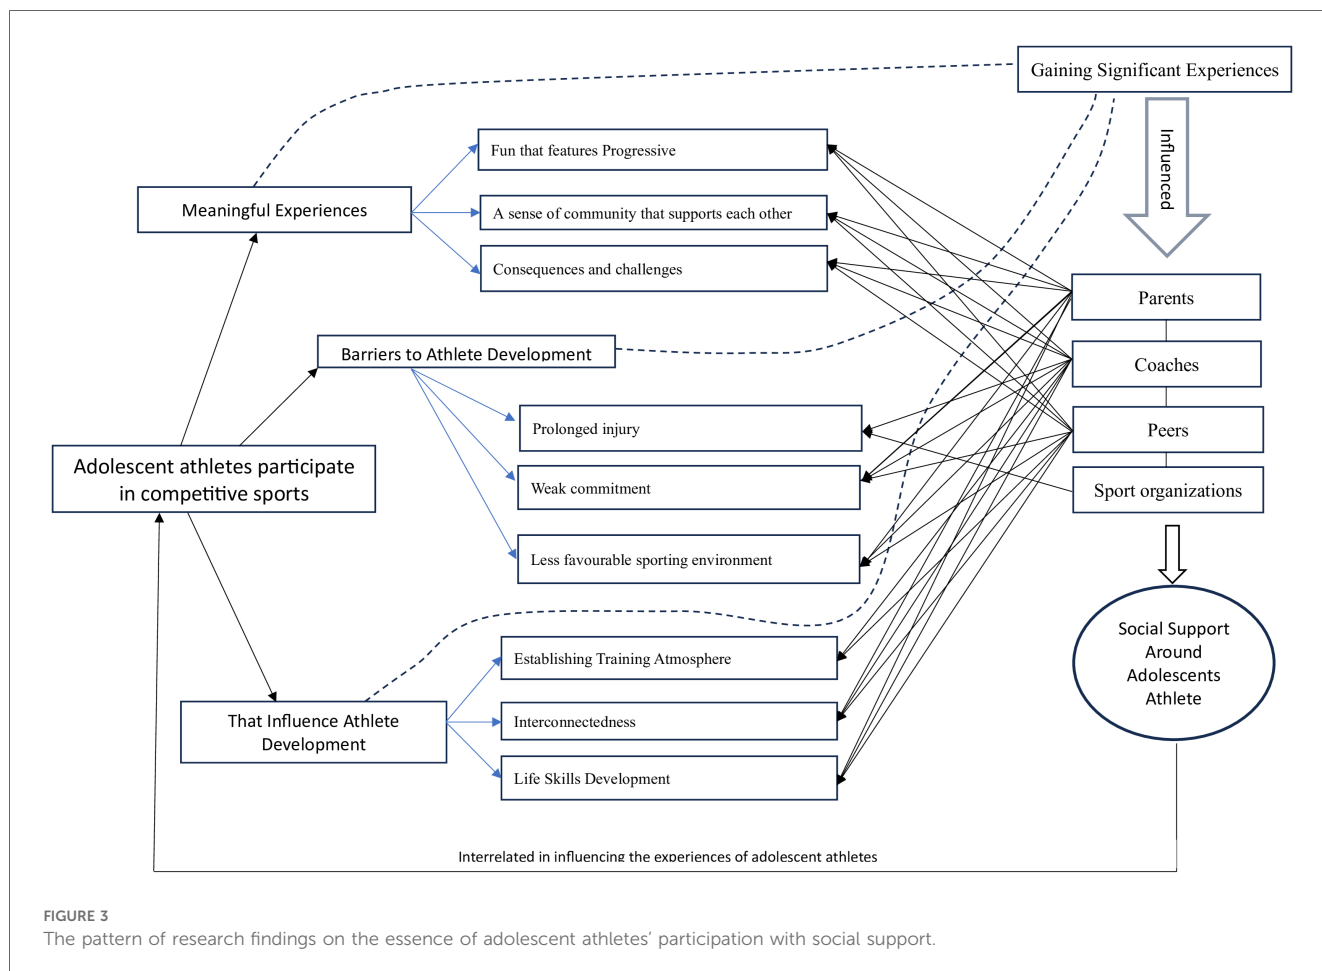 Gaining Significant Experiences
Influenced
Fun that features Progressive
Meaningful Experiences
A sense of community that supports each other
Consequences and challenges
Parents
Barriers to Athlete Development
Coaches
Prolonged injury
Peers
Adolescent athletes participate
in competitive sports
Weak commitment
Sport organizations
Less favourable sporting environment
Social Support
Around
Adolescents
Athlete
Establishing Training Atmosphere
That Influence Athlete
Development
Interconnectedness
Life Skills Development
Interrelated in influencing the experiences of adolescent athletes
FIGURE 3
The pattern of research findings on the essence of adolescent athletes’ participation with social support.